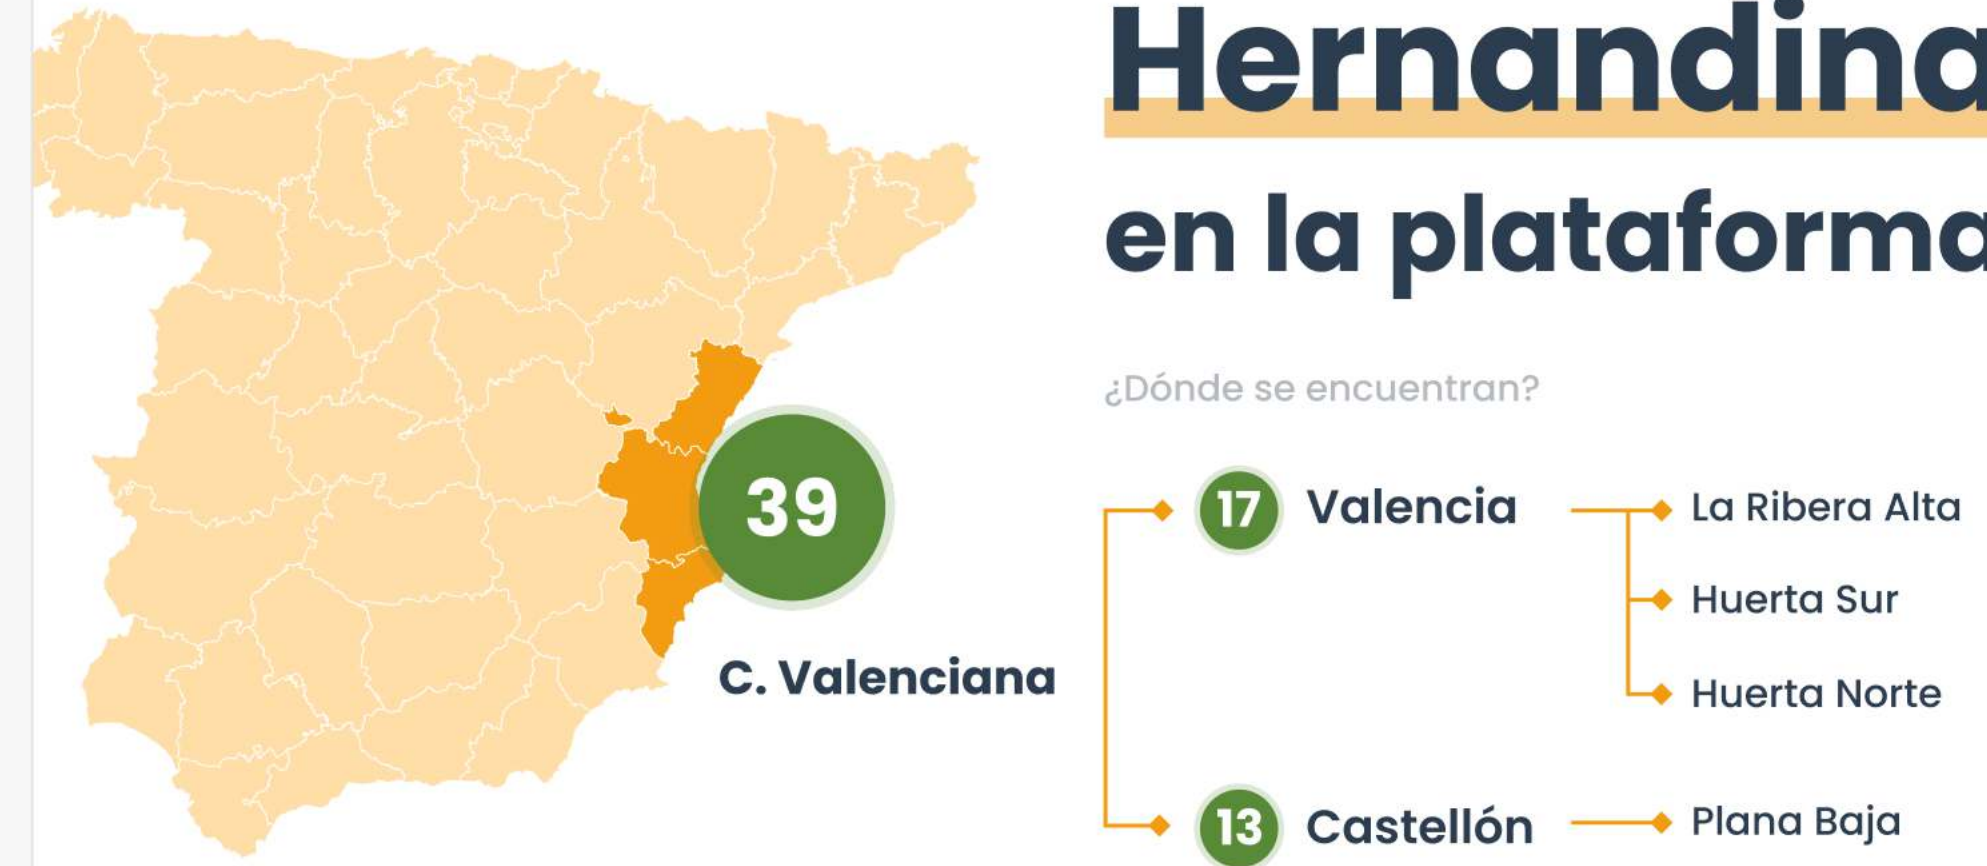 Hernandina
en la plataforma
¿Dónde se encuentran?
39
C. Valenciana
17 Valencia
La Ribera Alta
Huerta Sur
Huerta Norte
13 Castellón
Plana Baja